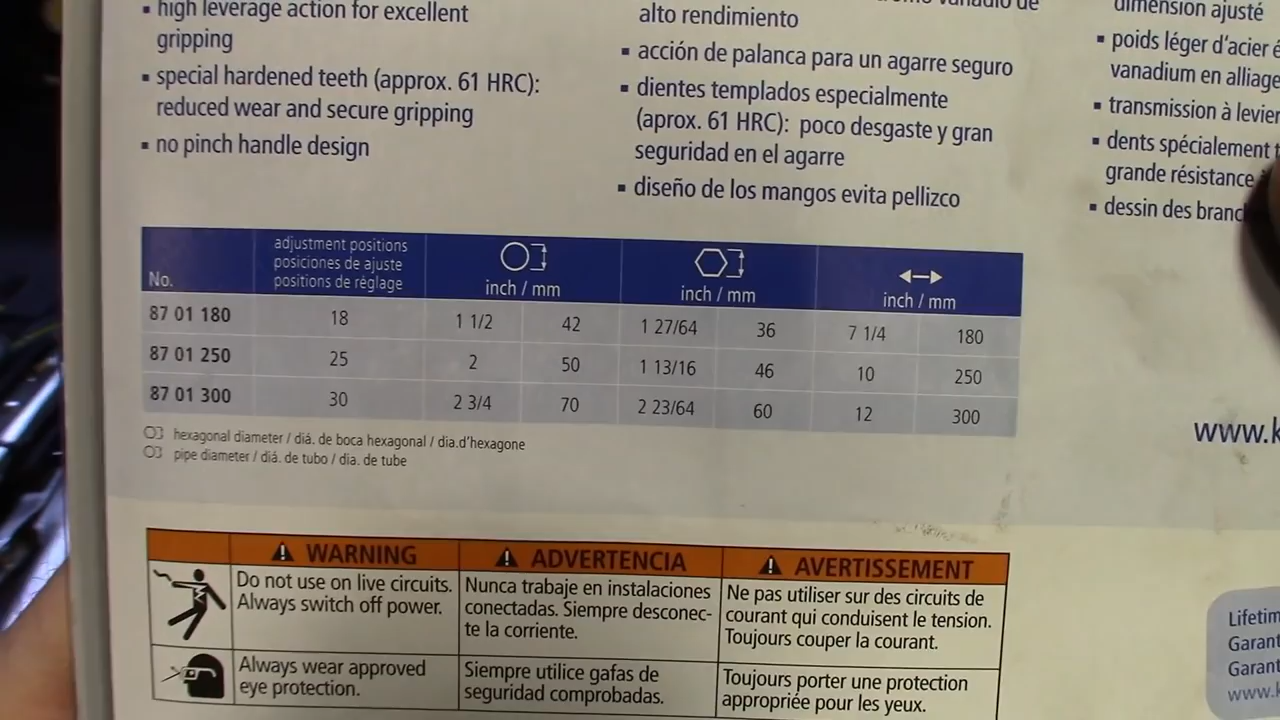 ▪ high leverage action for excellent
gripping
▪ special hardened teeth (approx. 61 HRC):
reduced wear and secure gripping
▪ no pinch handle design
vanadio de
alto rendimiento
▪ acción de palanca para un agarre seguro
▪ dientes templados especialmente
(aprox. 61 HRC): poco desgaste y gran
seguridad en el agarre
▪ diseño de los mangos evita pellizco
dimension ajusté
▪ poids léger d'acier
vanadium en alliage
▪ transmission à levier
▪ dents spécialement
grande résistance
▪ dessin des branc
No. adjustment positions
posiciones de ajuste
positions de règlage
inch / mm inch / mm inch / mm
87 01 180 18 1 1/2 42 1 27/64 36 7 1/4 180
87 01 250 25 2 50 1 13/16 46 10 250
87 01 300 30 2 3/4 70 2 23/64 60 12 300
hexagonal diameter / diá. de boca hexagonal / dia.d'hexagone
pipe diameter / diá. de tubo / dia. de tube
www.k
WARNING ADVERTENCIA AVERTISSEMENT
Do not use on live circuits.
Always switch off power.
Nunca trabaje en instalaciones
conectadas. Siempre desconec-
te la corriente.
Ne pas utiliser sur des circuits de
courant qui conduisent le tension.
Toujours couper la courant.
Always wear approved
eye protection.
Siempre utilice gafas de
seguridad comprobadas.
Toujours porter une protection
appropriée pour les yeux.
Lifetim
Garant
Garant
www.k